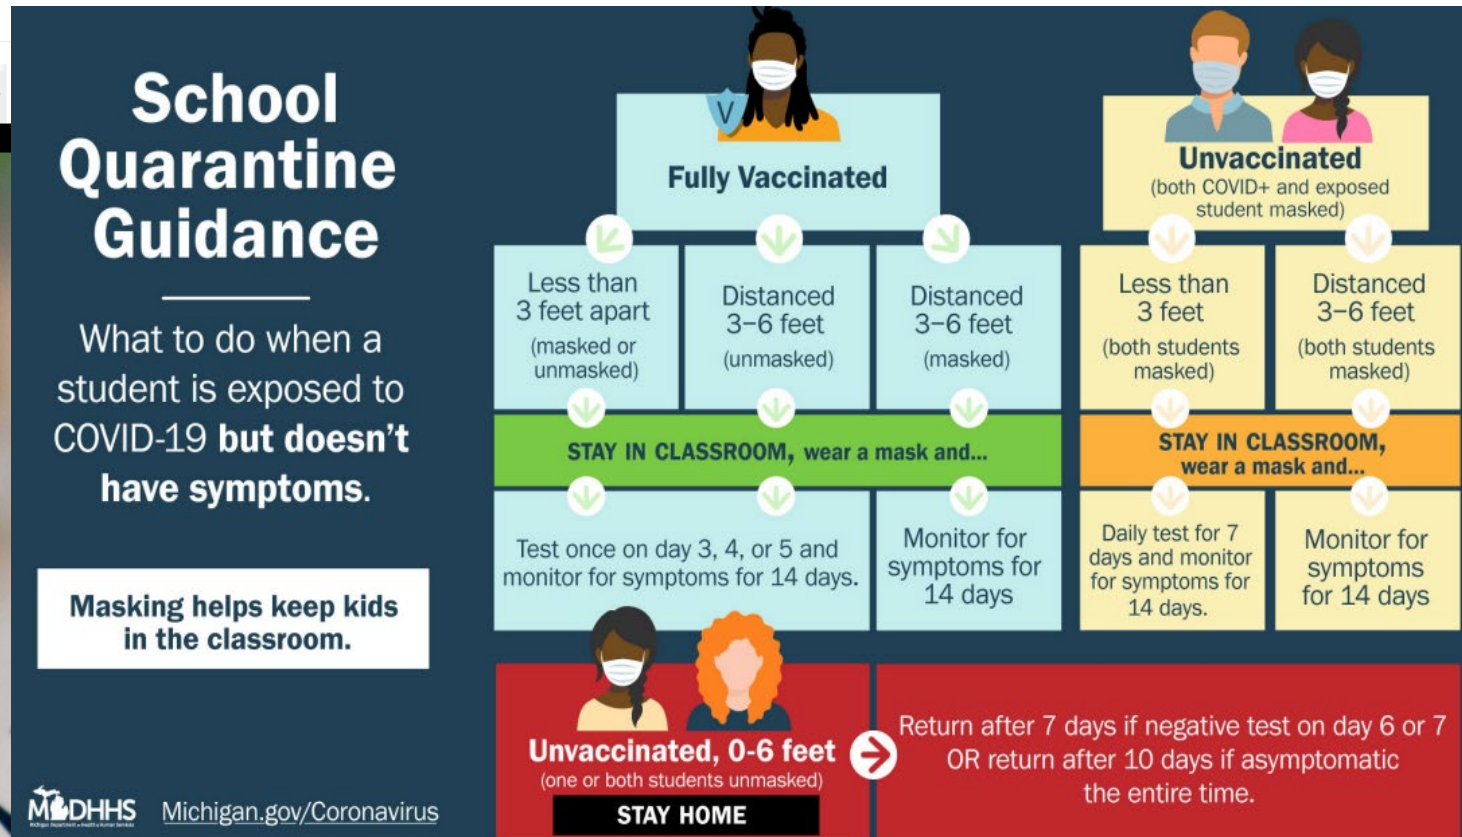 School
Quarantine
Guidance
What to do when a
student is exposed to
COVID-19 but doesn't
have symptoms.
Masking helps keep kids
in the classroom.
MDHHS
Michigan Department of Health & Human Services
Michigan.gov/Coronavirus
V
Fully Vaccinated
Less than
3 feet apart
(masked or
unmasked)
Distanced
3–6 feet
(unmasked)
Distanced
3–6 feet
(masked)
STAY IN CLASSROOM, wear a mask and...
Test once on day 3, 4, or 5 and
monitor for symptoms for 14 days.
Monitor for
symptoms for
14 days
Unvaccinated
(both COVID+ and exposed
student masked)
Less than
3 feet
(both students
masked)
Distanced
3–6 feet
(both students
masked)
STAY IN CLASSROOM,
wear a mask and...
Daily test for 7
days and monitor
for symptoms for
14 days.
Monitor for
symptoms
for 14 days
Unvaccinated, 0-6 feet
(one or both students unmasked)
STAY HOME
Return after 7 days if negative test on day 6 or 7
OR return after 10 days if asymptomatic
the entire time.